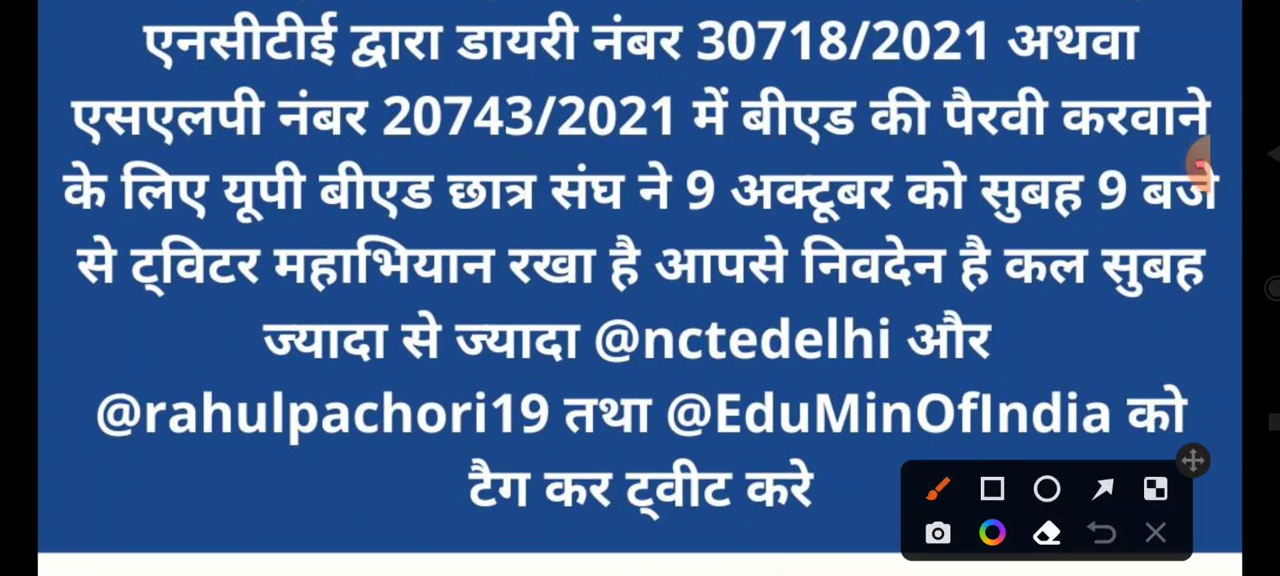 एनसीटीई द्वारा डायरी नंबर 30718/2021 अथवा
एसएलपी नंबर 20743/2021 में बीएड की पैरवी करवाने
के लिए यूपी बीएड छात्र संघ ने 9 अक्टूबर को सुबह 9 बजे
से ट्विटर महाभियान रखा है आपसे निवदेन है कल सुबह
ज्यादा से ज्यादा @nctedelhi और
@rahulpachori19 तथा @EduMinOfIndia को
टैग कर ट्वीट करे